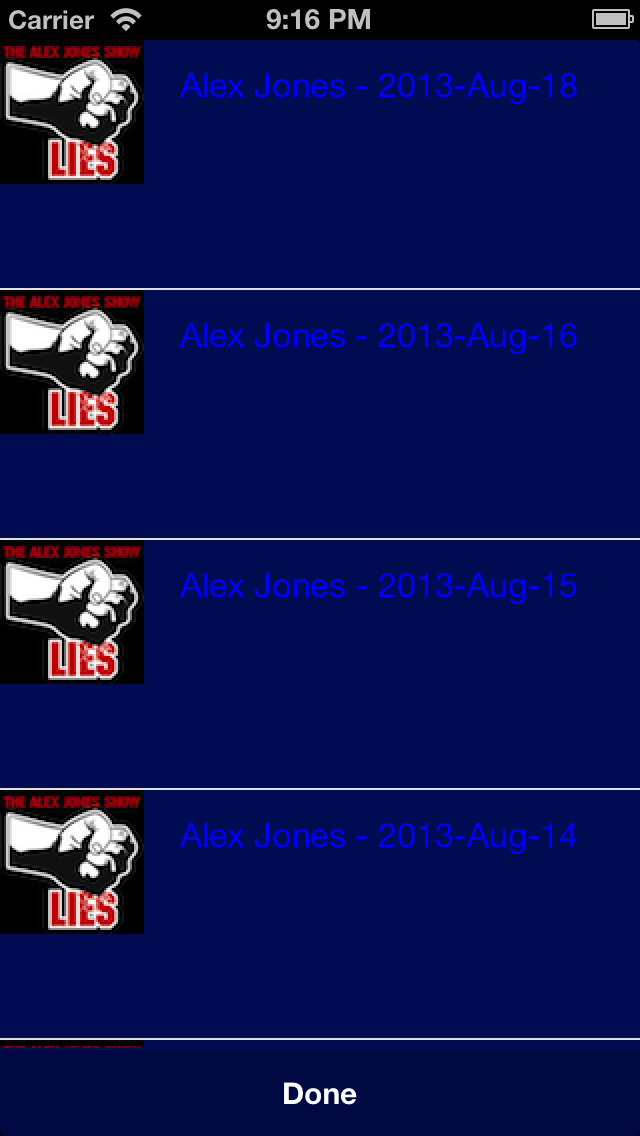 Carrier 9:16 PM
THE ALEX JONES SHOW
LIES
Alex Jones - 2013-Aug-18
THE ALEX JONES SHOW
LIES
Alex Jones - 2013-Aug-16
THE ALEX JONES SHOW
LIES
Alex Jones - 2013-Aug-15
THE ALEX JONES SHOW
LIES
Alex Jones - 2013-Aug-14
Done